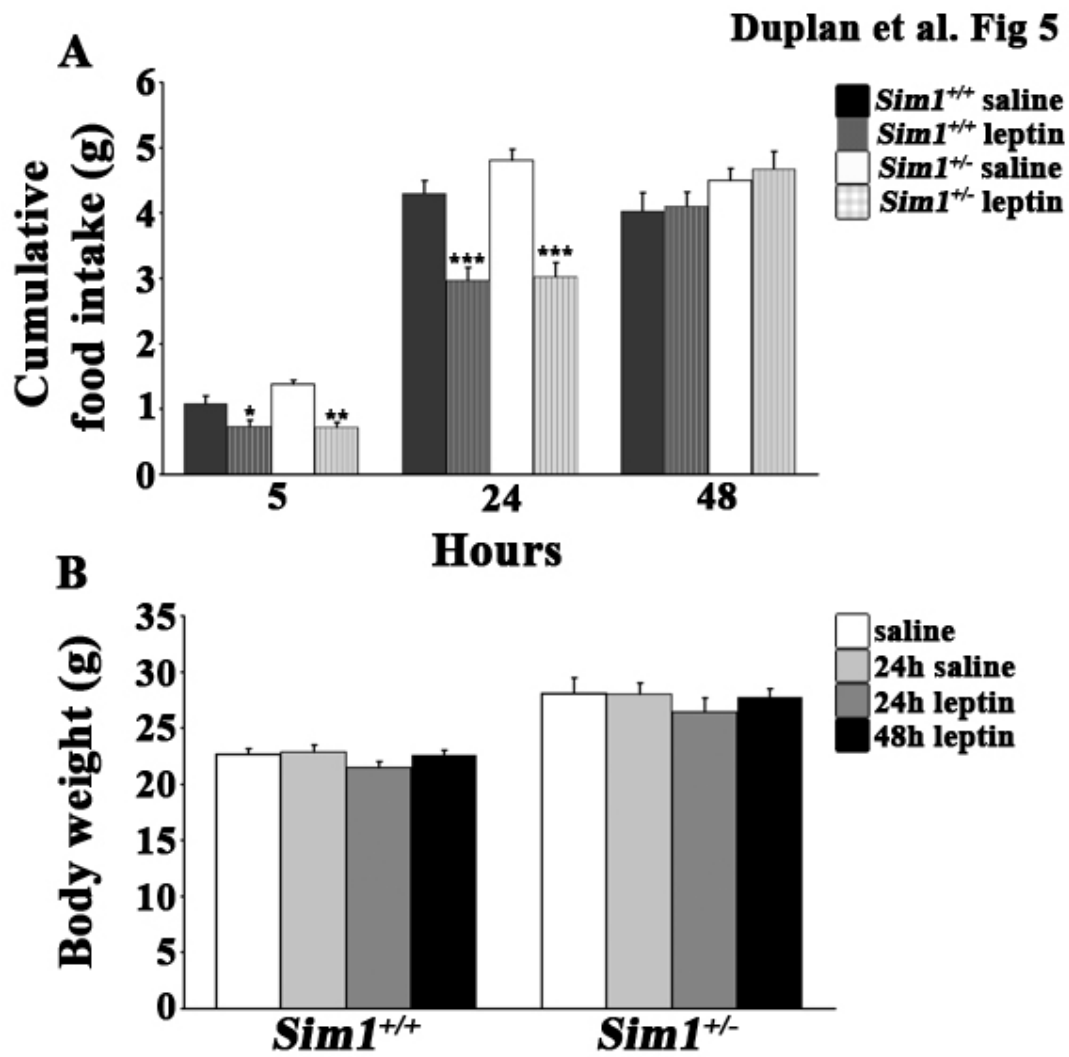 Duplan et al. Fig 5
A
Cumulative
food intake (g)
6
5
4
3
2
1
0
*
**
***
***
5 24 48
Hours
Sim1+/+ saline
Sim1+/+ leptin
Sim1+/- saline
Sim1+/- leptin
B
Body weight (g)
35
30
25
20
15
10
5
0
Sim1+/+ Sim1+/-
saline
24h saline
24h leptin
48h leptin